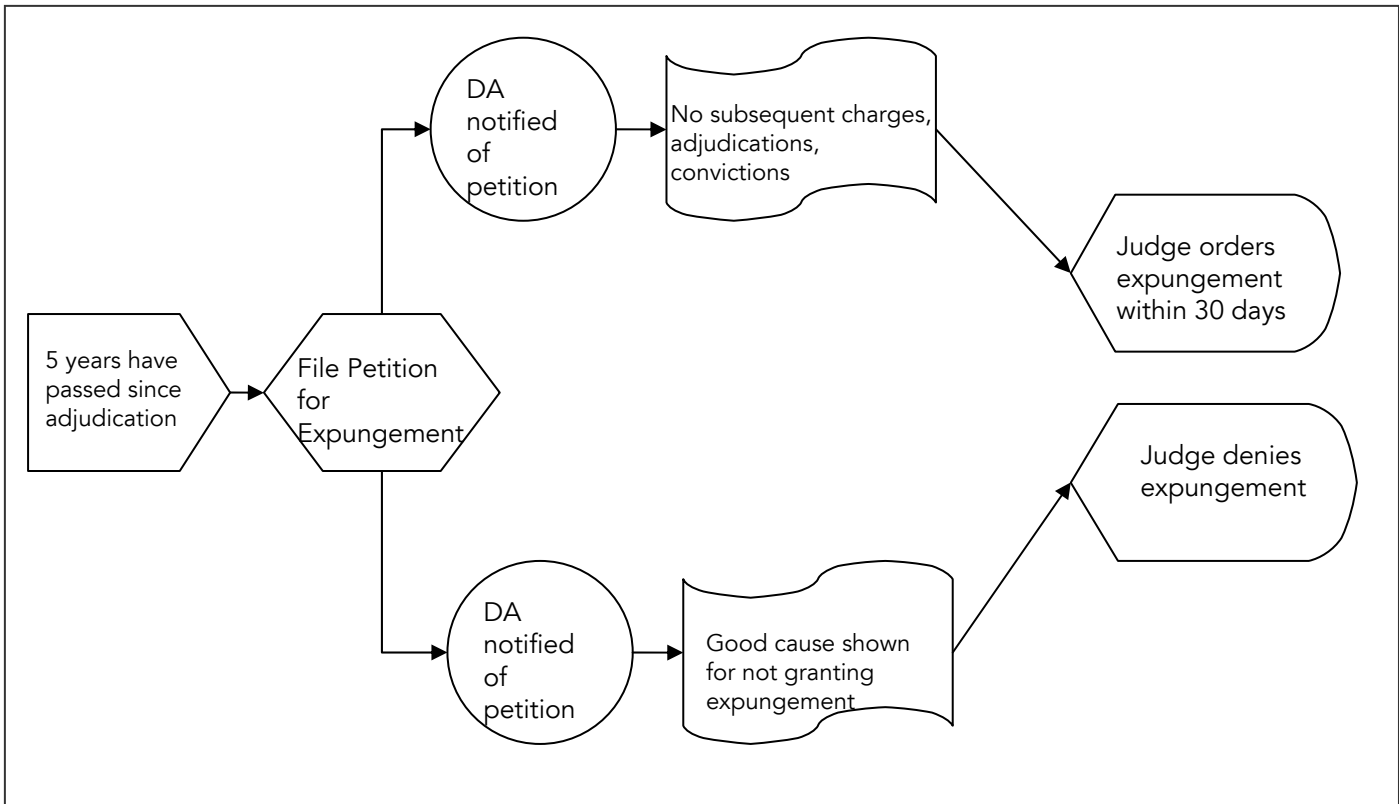 DA
notified
of
petition
No subsequent charges,
adjudications,
convictions
Judge orders
expungement
within 30 days
5 years have
passed since
adjudication
File Petition
for
Expungement
Judge denies
expungement
DA
notified
of
petition
Good cause shown
for not granting
expungement